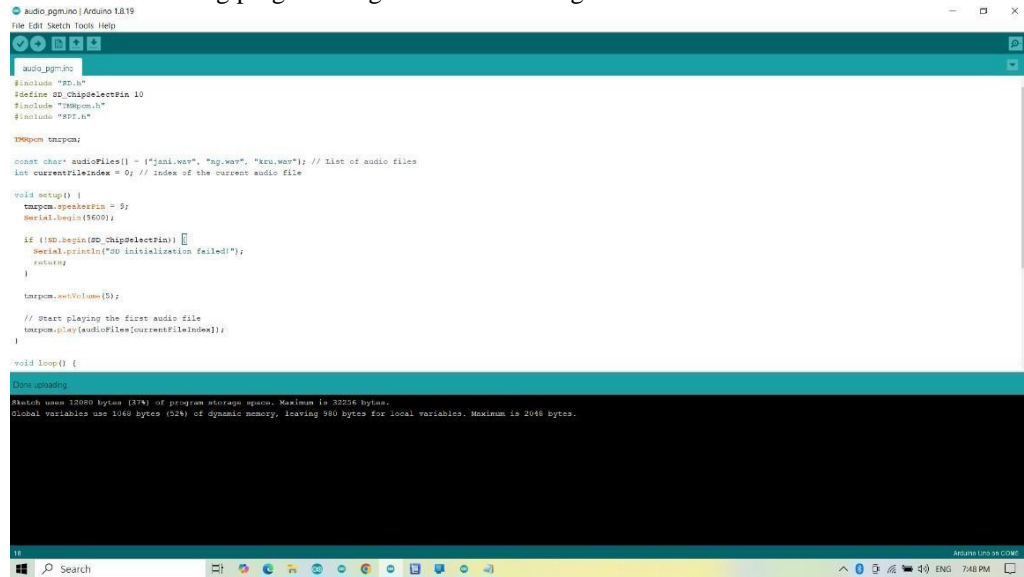 audio_pgm.ino | Arduino 1.8.19
File Edit Sketch Tools Help
audio_pgm.ino
#include "SD.h"
#define SD_ChipSelectPin 10
#include "TMRpcm.h"
#include "SPI.h"
TMRpcm tmrpcm;
const char* audioFiles[] = {"jani.wav", "ng.wav", "kru.wav"}; // List of audio files
int currentFileIndex = 0; // Index of the current audio file
void setup() {
tmrpcm.speakerPin = 9;
Serial.begin(9600);
if (!SD.begin(SD_ChipSelectPin)) {
Serial.println("SD initialization failed!");
return;
}
tmrpcm.setVolume(5);
// Start playing the first audio file
tmrpcm.play(audioFiles[currentFileIndex]);
}
void loop() {
Done uploading.
Sketch uses 12080 bytes (37%) of program storage space. Maximum is 32256 bytes.
Global variables use 1068 bytes (52%) of dynamic memory, leaving 980 bytes for local variables. Maximum is 2048 bytes.
18
Arduino Uno on COM6
Search
ENG 7:48 PM